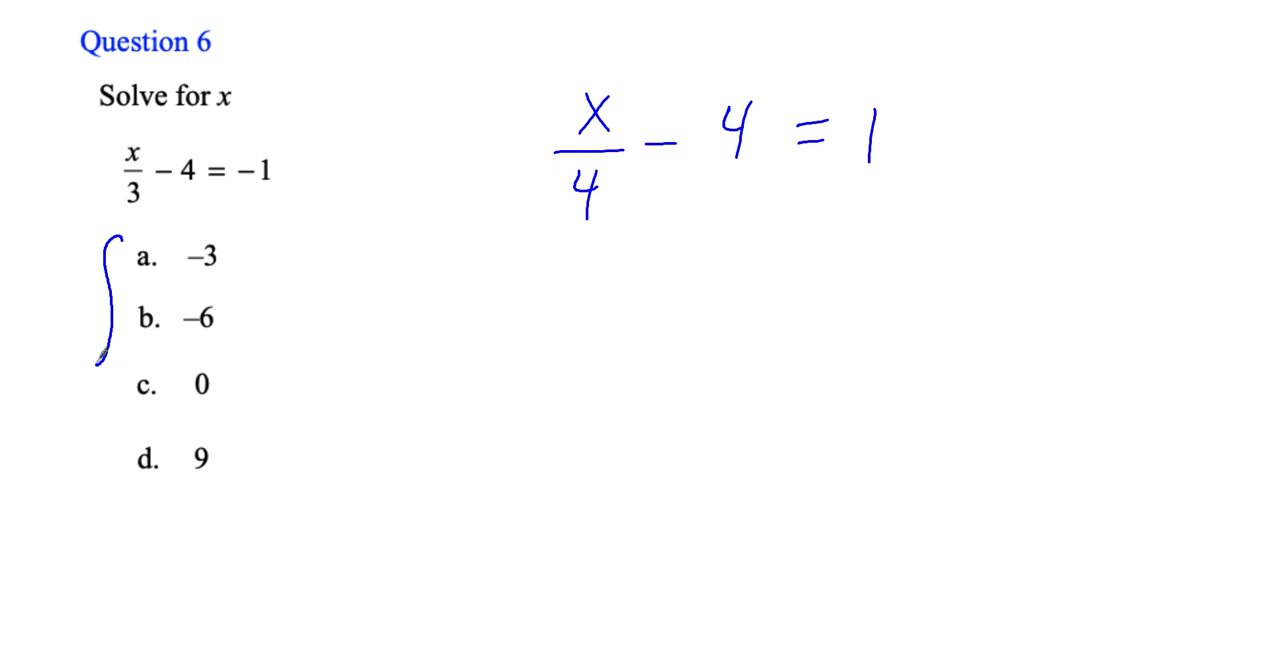 Question 6
Solve for x
x/3 − 4 = −1
a. −3
b. −6
c. 0
d. 9
x/4 − 4 = 1